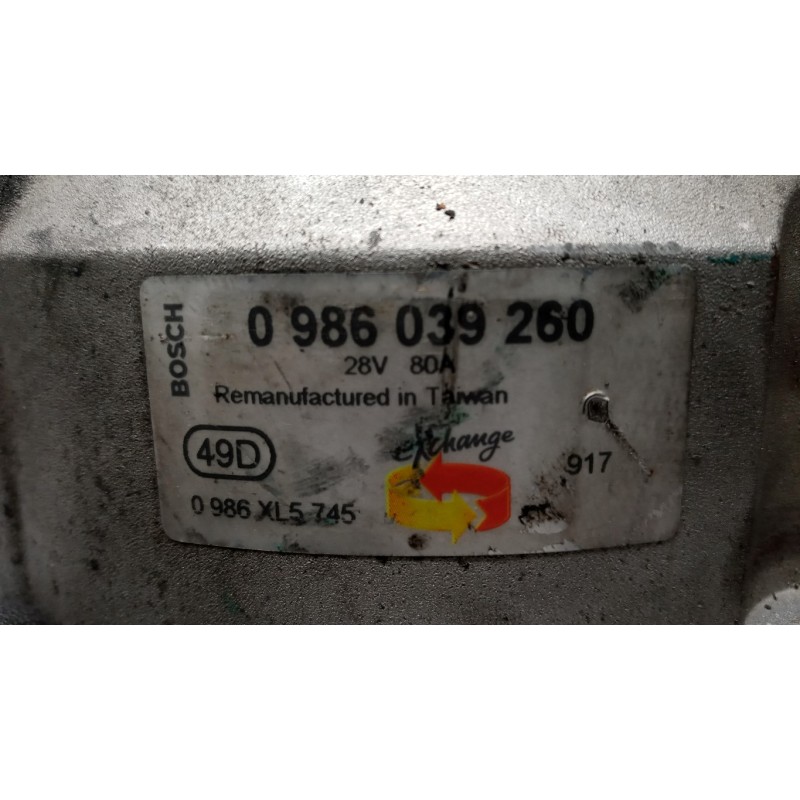 BOSCH
0 986 039 260
28V 80A
Remanufactured in Taiwan
49D
exchange
917
0 986 XL5 745